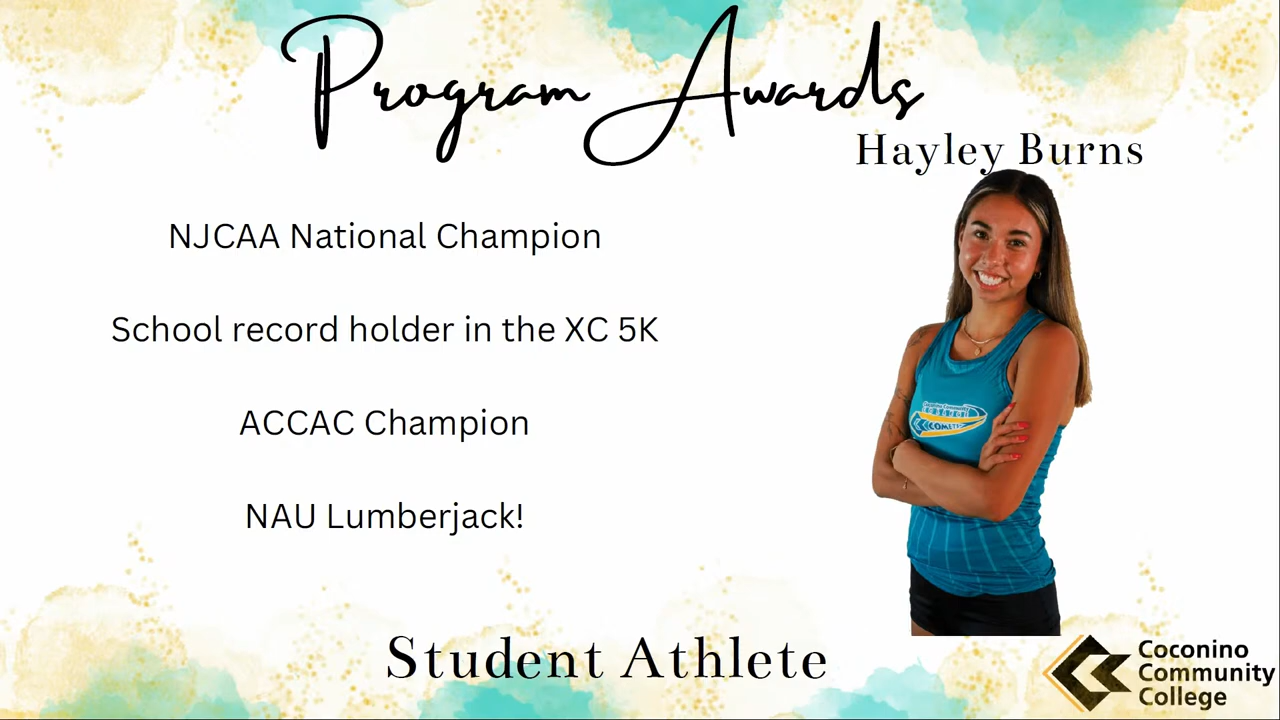 Program Awards
Hayley Burns
NJCAA National Champion
School record holder in the XC 5K
ACCAC Champion
NAU Lumberjack!
COMETS
Student Athlete
Coconino
Community
College